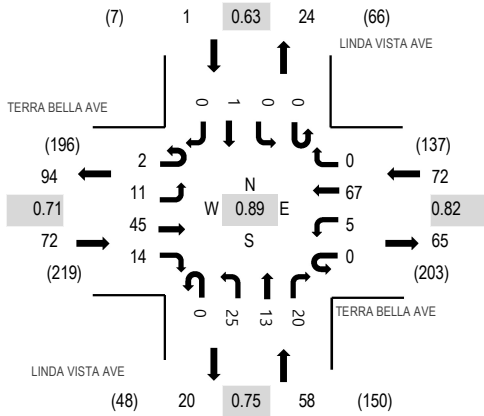 (7) 1 0.63 24 (66)
LINDA VISTA AVE
TERRA BELLA AVE
0 1 0 0
(196) (137)
94 2 0 72
N
0.71 11 67 0.82
W 0.89 E
72 45 5 65
S
(219) 14 0 (203)
0 25 13 20
TERRA BELLA AVE
LINDA VISTA AVE
(48) 20 0.75 58 (150)